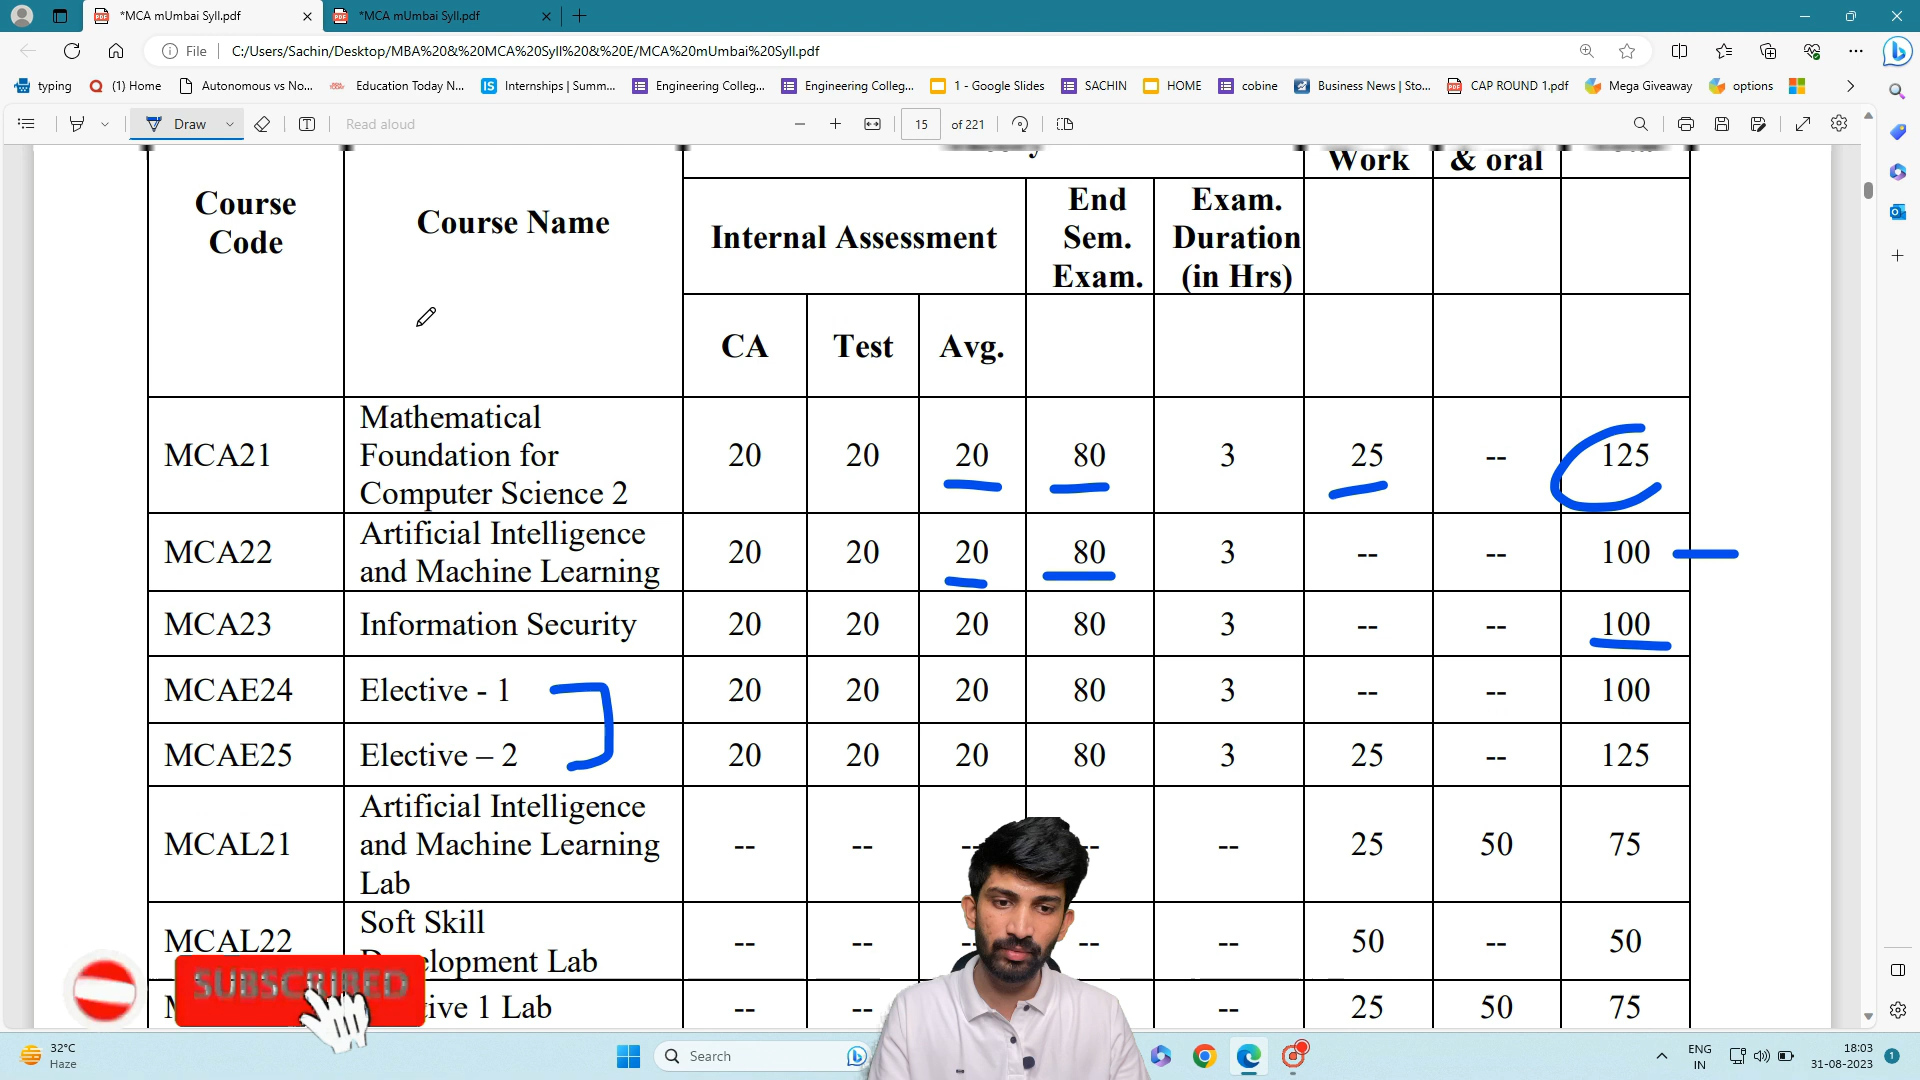 *MCA mUmbai Syll.pdf
*MCA mUmbai Syll.pdf
File
C:/Users/Sachin/Desktop/MBA%20&%20MCA%20Syll%20&%20E/MCA%20mUmbai%20Syll.pdf
typing
(1) Home
Autonomous vs No...
Education Today N...
Internships | Summ...
Engineering Colleg...
Engineering Colleg...
1 - Google Slides
SACHIN
HOME
cobine
Business News | Sto...
CAP ROUND 1.pdf
Mega Giveaway
options
Draw
Read aloud
15 of 221
Work & oral
Course Code
Course Name
Internal Assessment
End Sem. Exam.
Exam. Duration (in Hrs)
CA Test Avg.
MCA21 Mathematical Foundation for Computer Science 2 20 20 20 80 3 25 -- 125
MCA22 Artificial Intelligence and Machine Learning 20 20 20 80 3 -- -- 100
MCA23 Information Security 20 20 20 80 3 -- -- 100
MCAE24 Elective - 1 20 20 20 80 3 -- -- 100
MCAE25 Elective – 2 20 20 20 80 3 25 -- 125
MCAL21 Artificial Intelligence and Machine Learning Lab -- -- -- -- -- 25 50 75
MCAL22 Soft Skill Development Lab -- -- -- -- -- 50 -- 50
1 Lab -- -- -- 25 50 75
SUBSCRIBED
32°C
Haze
Search
ENG
IN
18:03
31-08-2023
1